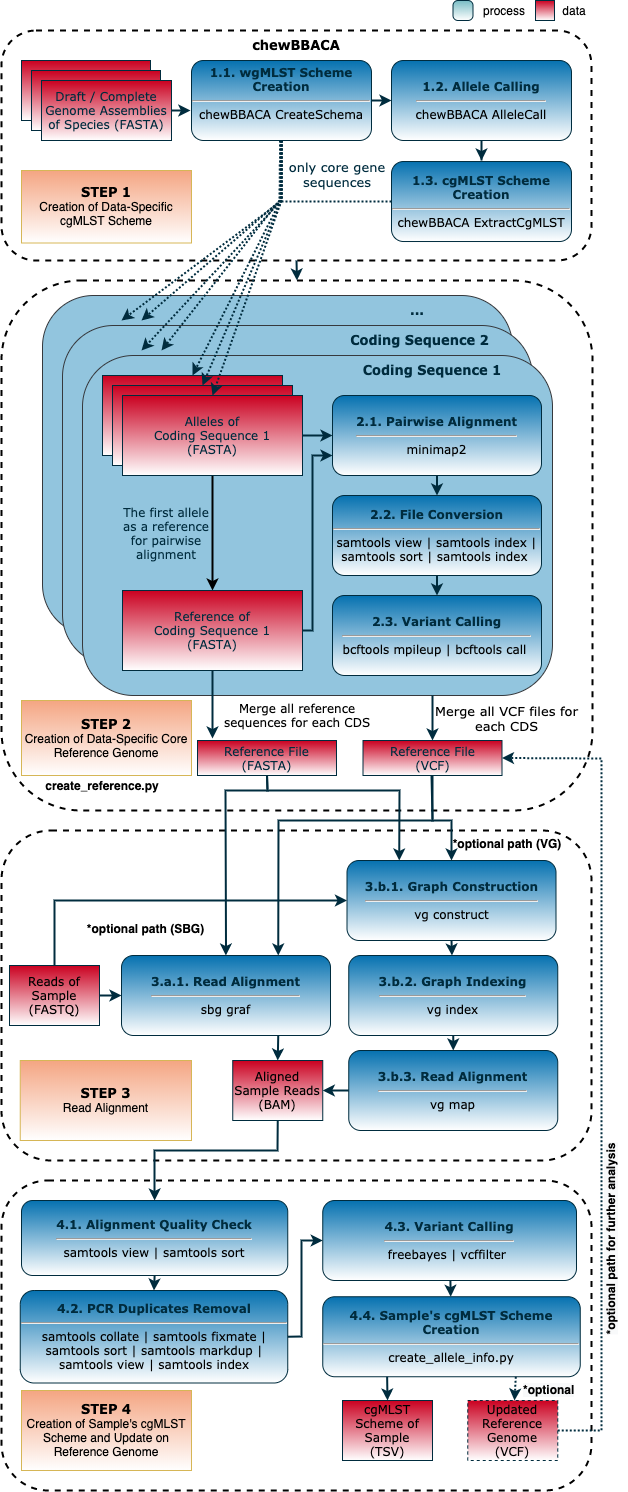 process
data
chewBBACA
Draft / Complete
Genome Assemblies
of Species (FASTA)
1.1. wgMLST Scheme
Creation
chewBBACA CreateSchema
1.2. Allele Calling
chewBBACA AlleleCall
only core gene
sequences
1.3. cgMLST Scheme
Creation
chewBBACA ExtractCgMLST
STEP 1
Creation of Data-Specific
cgMLST Scheme
...
Coding Sequence 2
Coding Sequence 1
Alleles of
Coding Sequence 1
(FASTA)
2.1. Pairwise Alignment
minimap2
The first allele
as a reference
for pairwise
alignment
2.2. File Conversion
samtools view | samtools index |
samtools sort | samtools index
Reference of
Coding Sequence 1
(FASTA)
2.3. Variant Calling
bcftools mpileup | bcftools call
STEP 2
Creation of Data-Specific Core
Reference Genome
create_reference.py
Merge all reference
sequences for each CDS
Merge all VCF files for
each CDS
Reference File
(FASTA)
Reference File
(VCF)
*optional path (VG)
3.b.1. Graph Construction
vg construct
*optional path (SBG)
Reads of
Sample
(FASTQ)
3.a.1. Read Alignment
sbg graf
3.b.2. Graph Indexing
vg index
STEP 3
Read Alignment
Aligned
Sample Reads
(BAM)
3.b.3. Read Alignment
vg map
*optional path for further analysis
4.1. Alignment Quality Check
samtools view | samtools sort
4.3. Variant Calling
freebayes | vcffilter
4.2. PCR Duplicates Removal
samtools collate | samtools fixmate |
samtools sort | samtools markdup |
samtools view | samtools index
4.4. Sample's cgMLST Scheme
Creation
create_allele_info.py
*optional
STEP 4
Creation of Sample's cgMLST
Scheme and Update on
Reference Genome
cgMLST
Scheme of
Sample
(TSV)
Updated
Reference
Genome
(VCF)